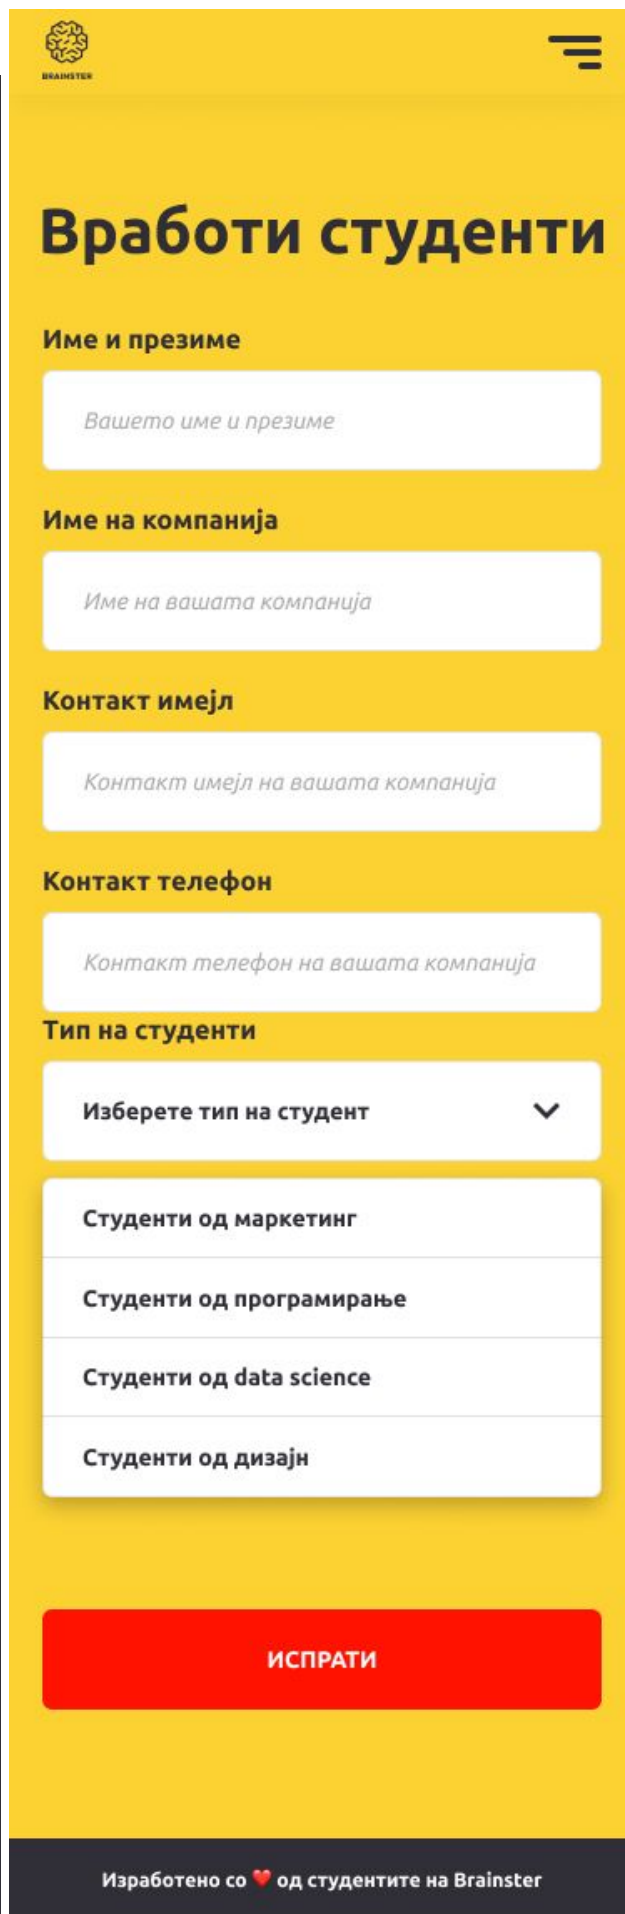 BRAINSTER
Вработи студенти
Име и презиме
Вашето име и презиме
Име на компанија
Име на вашата компанија
Контакт имејл
Контакт имејл на вашата компанија
Контакт телефон
Контакт телефон на вашата компанија
Тип на студенти
Изберете тип на студент
Студенти од маркетинг
Студенти од програмирање
Студенти од data science
Студенти од дизајн
ИСПРАТИ
Изработено со ❤️ од студентите на Brainster